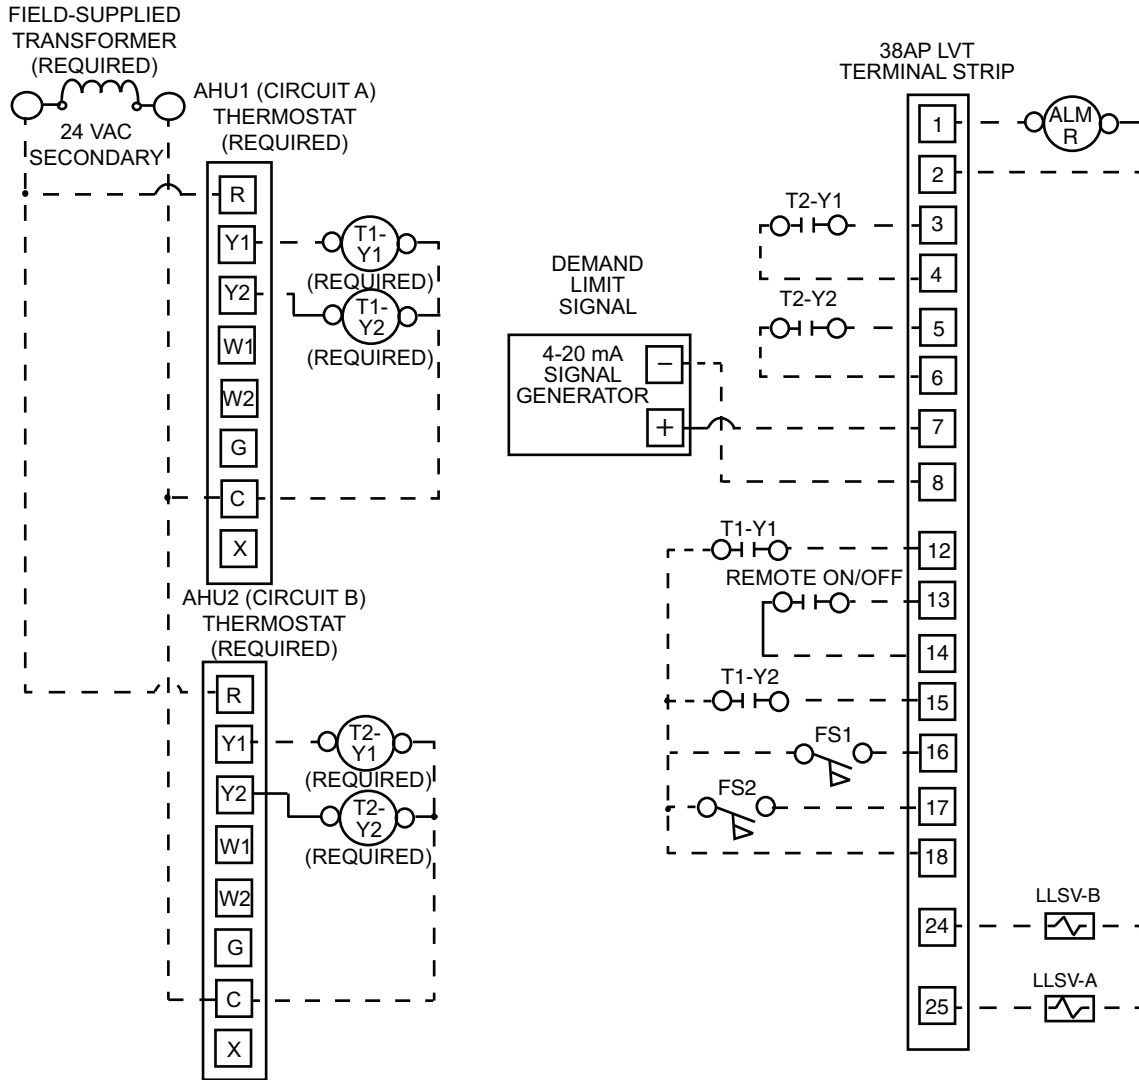 FIELD-SUPPLIED
TRANSFORMER
(REQUIRED)
24 VAC
SECONDARY
AHU1 (CIRCUIT A)
THERMOSTAT
(REQUIRED)
R
Y1
Y2
W1
W2
G
C
X
T1-
Y1
(REQUIRED)
T1-
Y2
(REQUIRED)
AHU2 (CIRCUIT B)
THERMOSTAT
(REQUIRED)
R
Y1
Y2
W1
W2
G
C
X
T2-
Y1
(REQUIRED)
T2-
Y2
(REQUIRED)
DEMAND
LIMIT
SIGNAL
4-20 mA
SIGNAL
GENERATOR
−
+
38AP LVT
TERMINAL STRIP
1
2
3
4
5
6
7
8
12
13
14
15
16
17
18
24
25
T2-Y1
T2-Y2
T1-Y1
REMOTE ON/OFF
T1-Y2
FS1
FS2
ALM
R
LLSV-B
LLSV-A